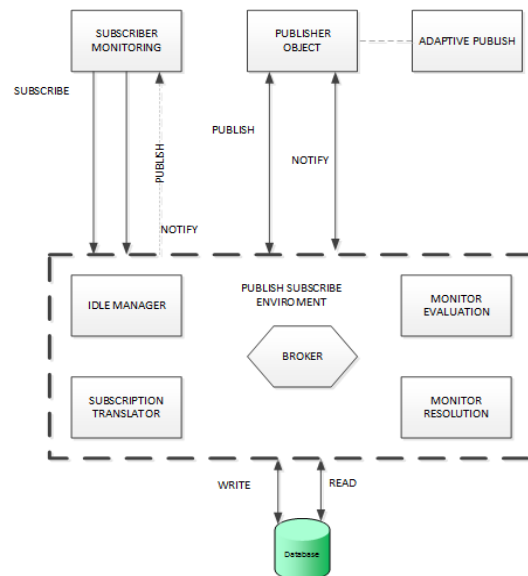 SUBSCRIBER
MONITORING
PUBLISHER
OBJECT
ADAPTIVE PUBLISH
SUBSCRIBE
PUBLISH
PUBLISH
NOTIFY
NOTIFY
IDLE MANAGER
PUBLISH SUBSCRIBE
ENVIROMENT
MONITOR
EVALUATION
BROKER
SUBSCRIPTION
TRANSLATOR
MONITOR
RESOLUTION
WRITE
READ
Database